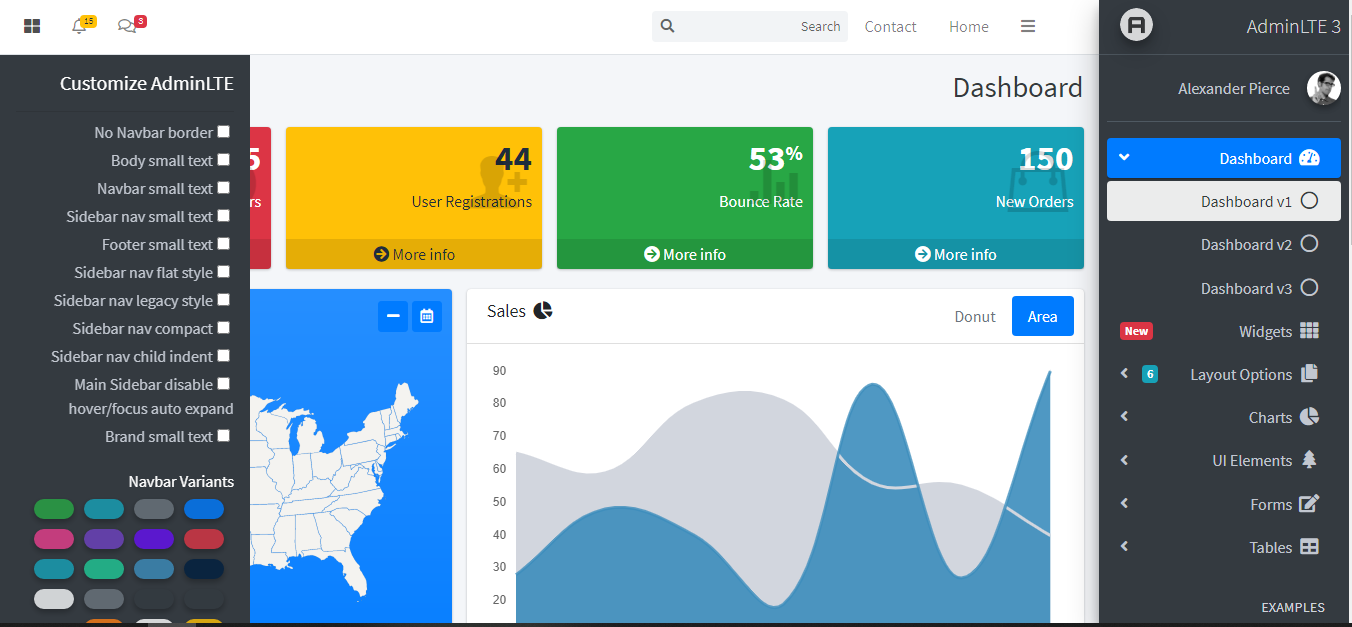 AdminLTE 3
Alexander Pierce
Dashboard
Dashboard v1
Dashboard v2
Dashboard v3
Widgets New
Layout Options 6
Charts
UI Elements
Forms
Tables
EXAMPLES
Home
Contact
Search
3
15
Dashboard
150
New Orders
More info
53%
Bounce Rate
More info
44
User Registrations
More info
5
rs
Sales
Area
Donut
90
80
70
60
50
40
30
20
Customize AdminLTE
No Navbar border
Body small text
Navbar small text
Sidebar nav small text
Footer small text
Sidebar nav flat style
Sidebar nav legacy style
Sidebar nav compact
Sidebar nav child indent
Main Sidebar disable
hover/focus auto expand
Brand small text
Navbar Variants